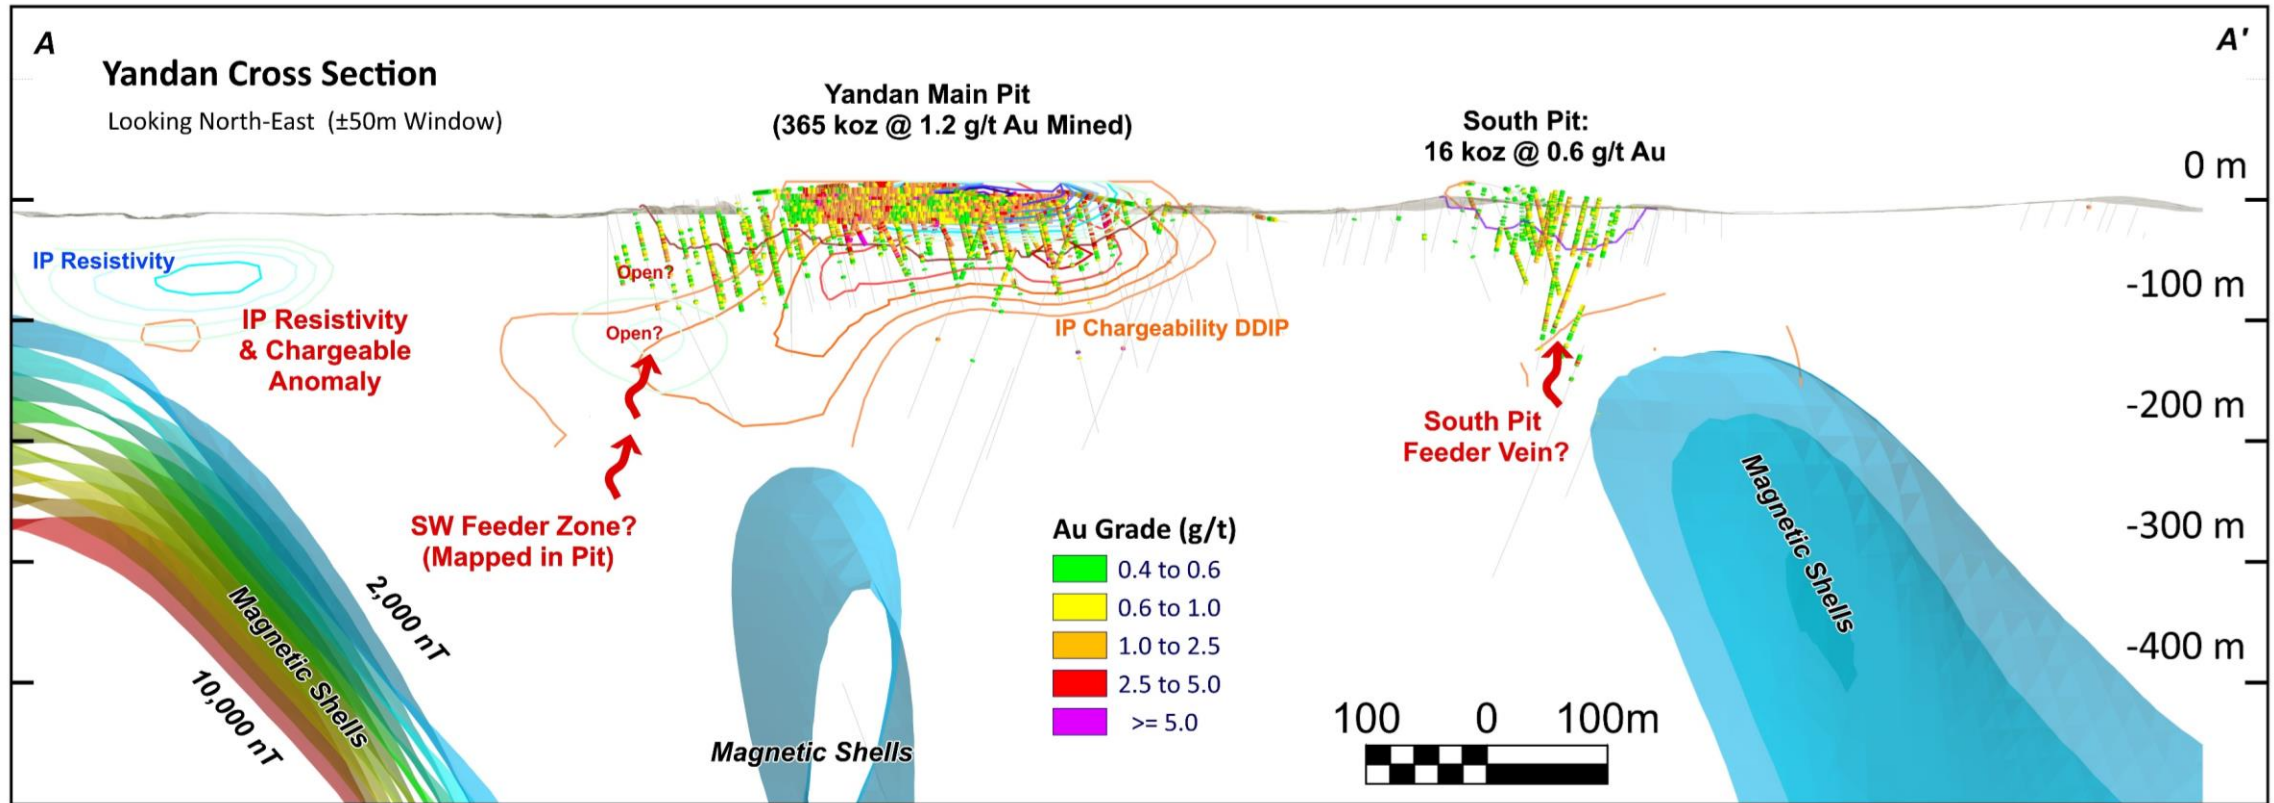 A
A'
Yandan Cross Section
Looking North-East (±50m Window)
Yandan Main Pit
(365 koz @ 1.2 g/t Au Mined)
South Pit:
16 koz @ 0.6 g/t Au
0 m
-100 m
-200 m
-300 m
-400 m
IP Resistivity
IP Resistivity
& Chargeable
Anomaly
Open?
Open?
IP Chargeability DDIP
South Pit
Feeder Vein?
SW Feeder Zone?
(Mapped in Pit)
Magnetic Shells
2,000 nT
10,000 nT
Magnetic Shells
Magnetic Shells
Au Grade (g/t)
0.4 to 0.6
0.6 to 1.0
1.0 to 2.5
2.5 to 5.0
>= 5.0
100 0 100m